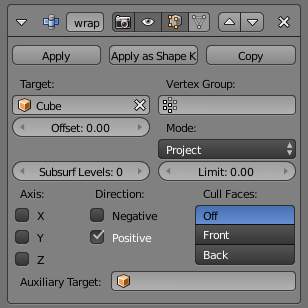 wrap
Apply
Apply as Shape K
Copy
Target:
Vertex Group:
Cube
Offset: 0.00
Mode:
Project
Subsurf Levels: 0
Limit: 0.00
Axis:
Direction:
Cull Faces:
X
Negative
Off
Y
Positive
Front
Z
Back
Auxiliary Target: